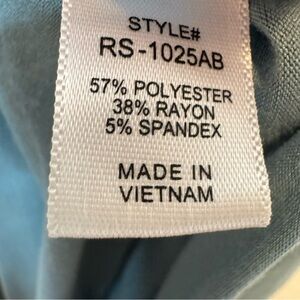 STYLE#
RS-1025AB
57% POLYESTER
38% RAYON
5% SPANDEX
MADE IN
VIETNAM